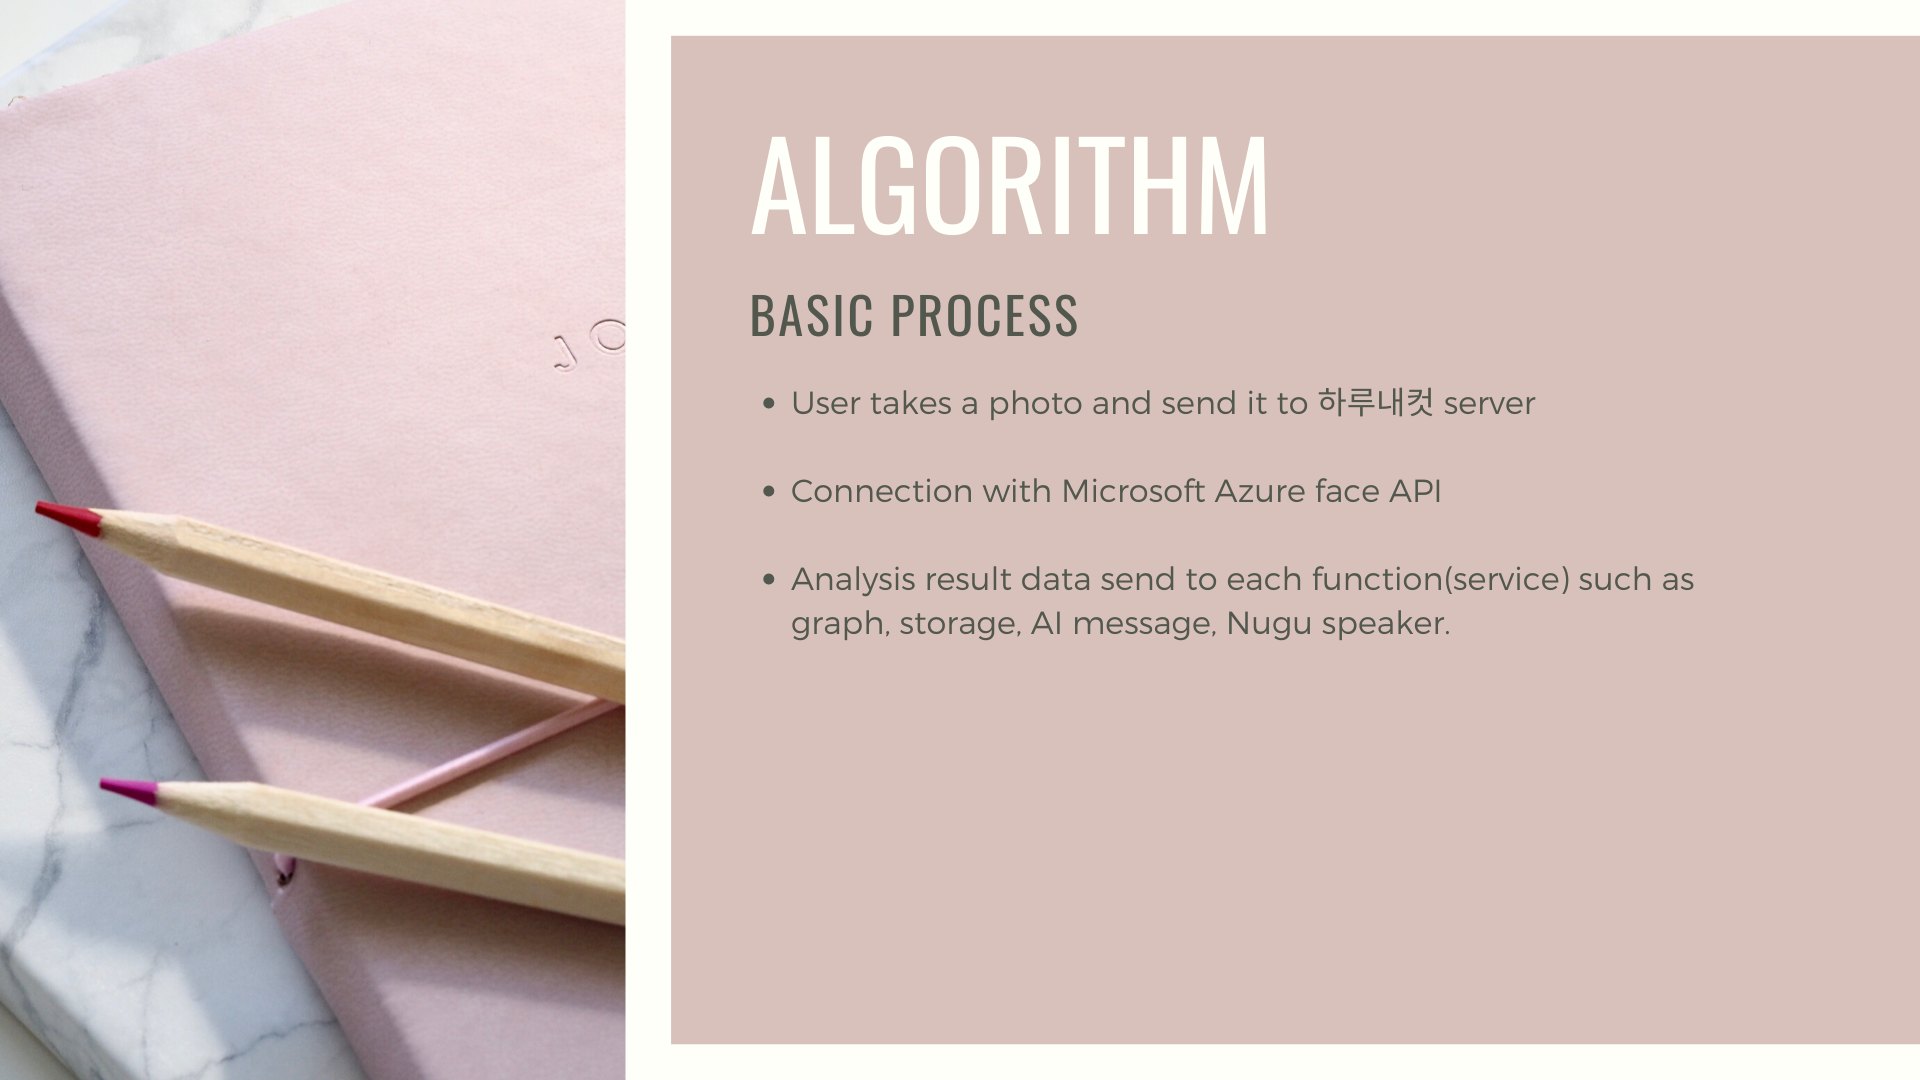 ALGORITHM
BASIC PROCESS
User takes a photo and send it to 하루내컷 server
Connection with Microsoft Azure face API
Analysis result data send to each function(service) such as
graph, storage, AI message, Nugu speaker.
JO